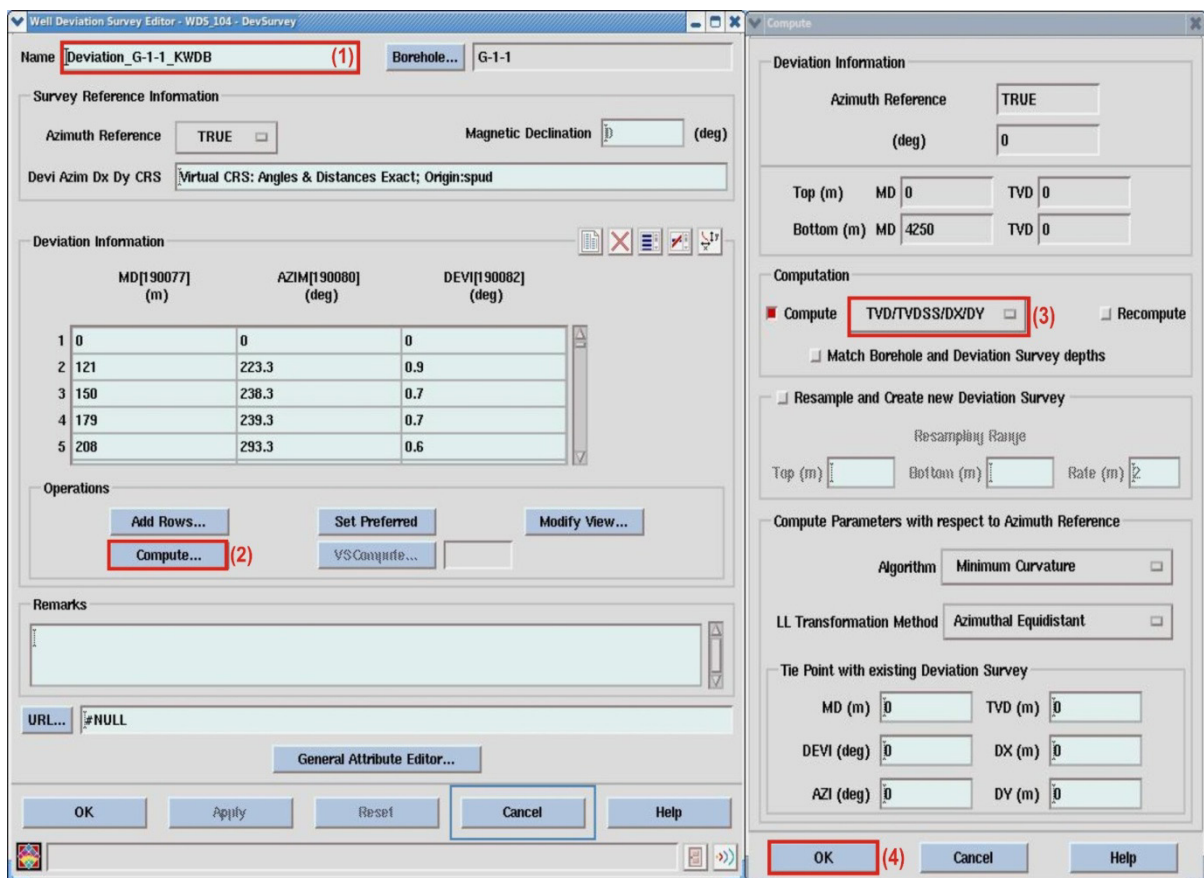 Well Deviation Survey Editor - WDS_104 - DevSurvey
Name Deviation_G-1-1_KWDB (1) Borehole... G-1-1
Survey Reference Information
Azimuth Reference TRUE Magnetic Declination 0 (deg)
Devi Azim Dx Dy CRS Virtual CRS: Angles & Distances Exact; Origin:spud
Deviation Information
MD[190077] AZIM[190080] DEVI[190082]
(m) (deg) (deg)
1 0 0 0
2 121 223.3 0.9
3 150 238.3 0.7
4 179 239.3 0.7
5 208 293.3 0.6
Operations
Add Rows... Set Preferred Modify View...
Compute... (2) VSCompute...
Remarks
URL... #NULL
General Attribute Editor...
OK Apply Reset Cancel Help
Compute
Deviation Information
Azimuth Reference TRUE
(deg) 0
Top (m) MD 0 TVD 0
Bottom (m) MD 4250 TVD 0
Computation
Compute TVD/TVDSS/DX/DY (3) Recompute
Match Borehole and Deviation Survey depths
Resample and Create new Deviation Survey
Resampling Range
Top (m) Bottom (m) Rate (m) 2
Compute Parameters with respect to Azimuth Reference
Algorithm Minimum Curvature
LL Transformation Method Azimuthal Equidistant
Tie Point with existing Deviation Survey
MD (m) 0 TVD (m) 0
DEVI (deg) 0 DX (m) 0
AZI (deg) 0 DY (m) 0
OK (4) Cancel Help